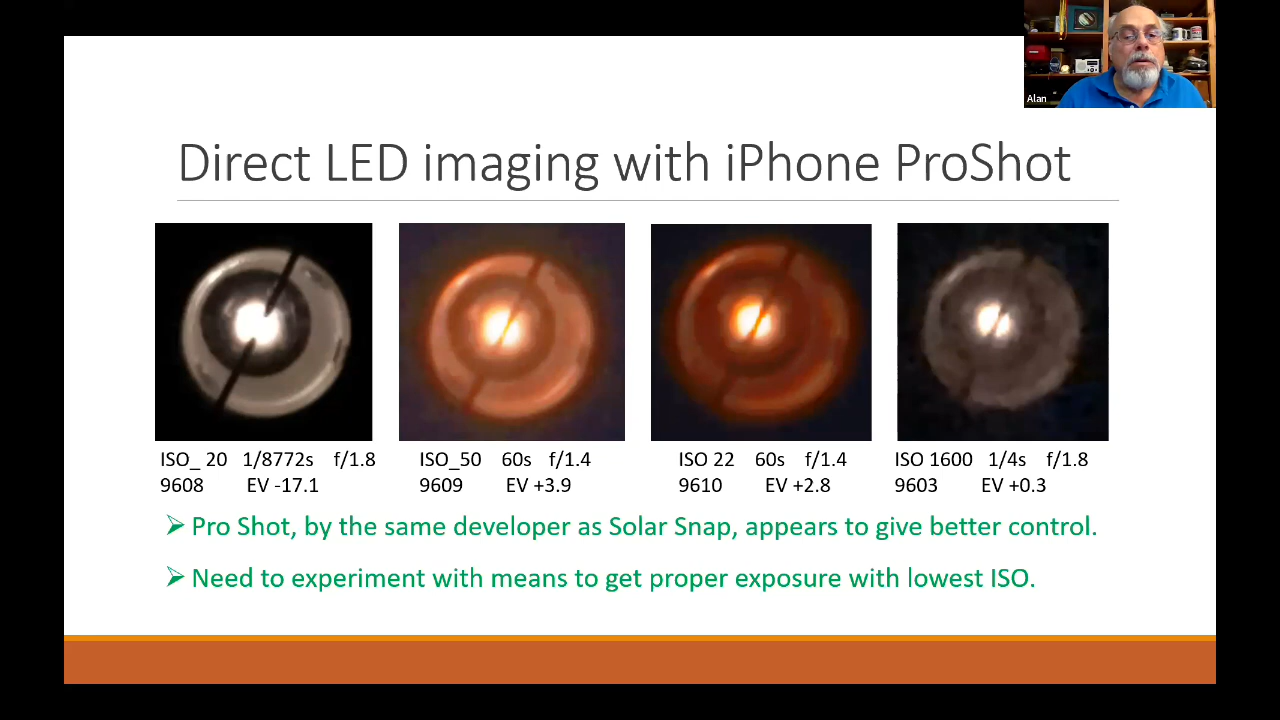 Alan
Direct LED imaging with iPhone ProShot
ISO_ 20 1/8772s f/1.8
9608 EV -17.1
ISO_50 60s f/1.4
9609 EV +3.9
ISO 22 60s f/1.4
9610 EV +2.8
ISO 1600 1/4s f/1.8
9603 EV +0.3
➢ Pro Shot, by the same developer as Solar Snap, appears to give better control.
➢ Need to experiment with means to get proper exposure with lowest ISO.